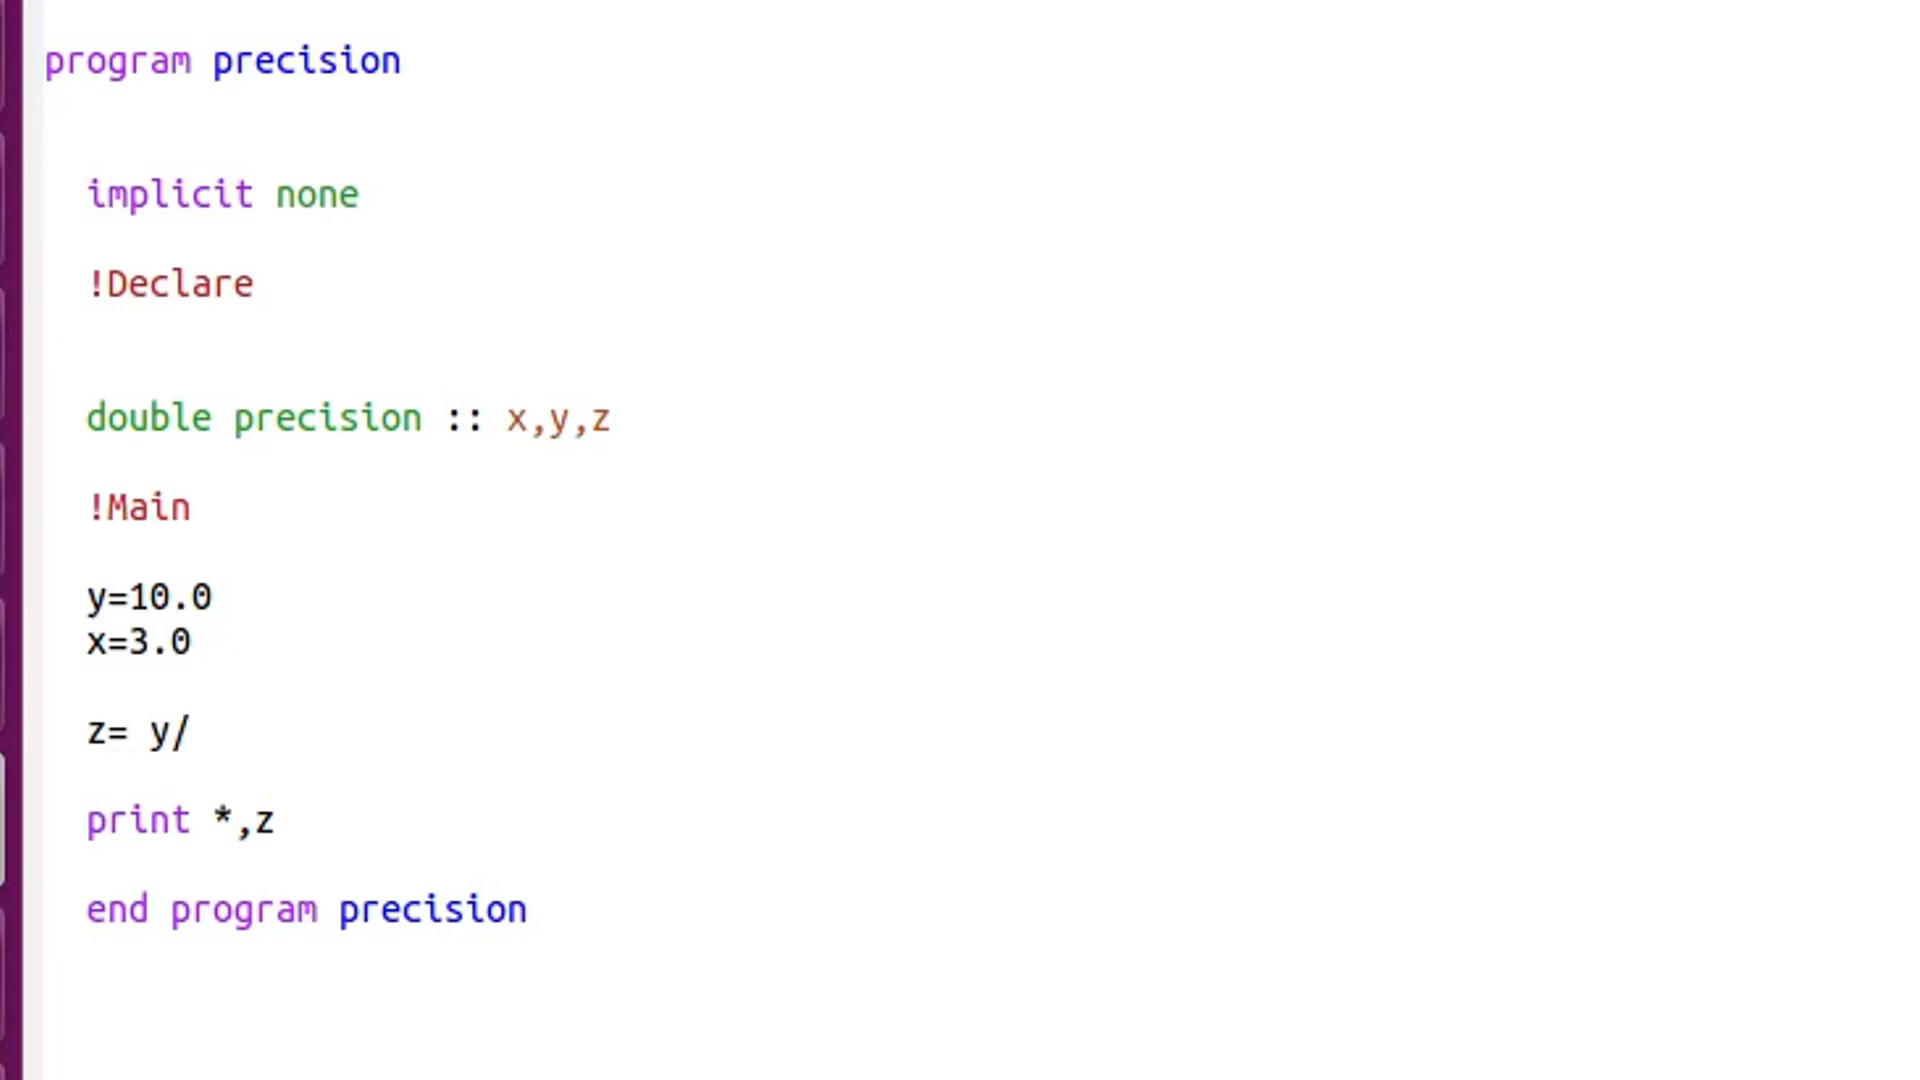 program precision
implicit none
!Declare
double precision :: x,y,z
!Main
y=10.0
x=3.0
z= y/
print *,z
end program precision